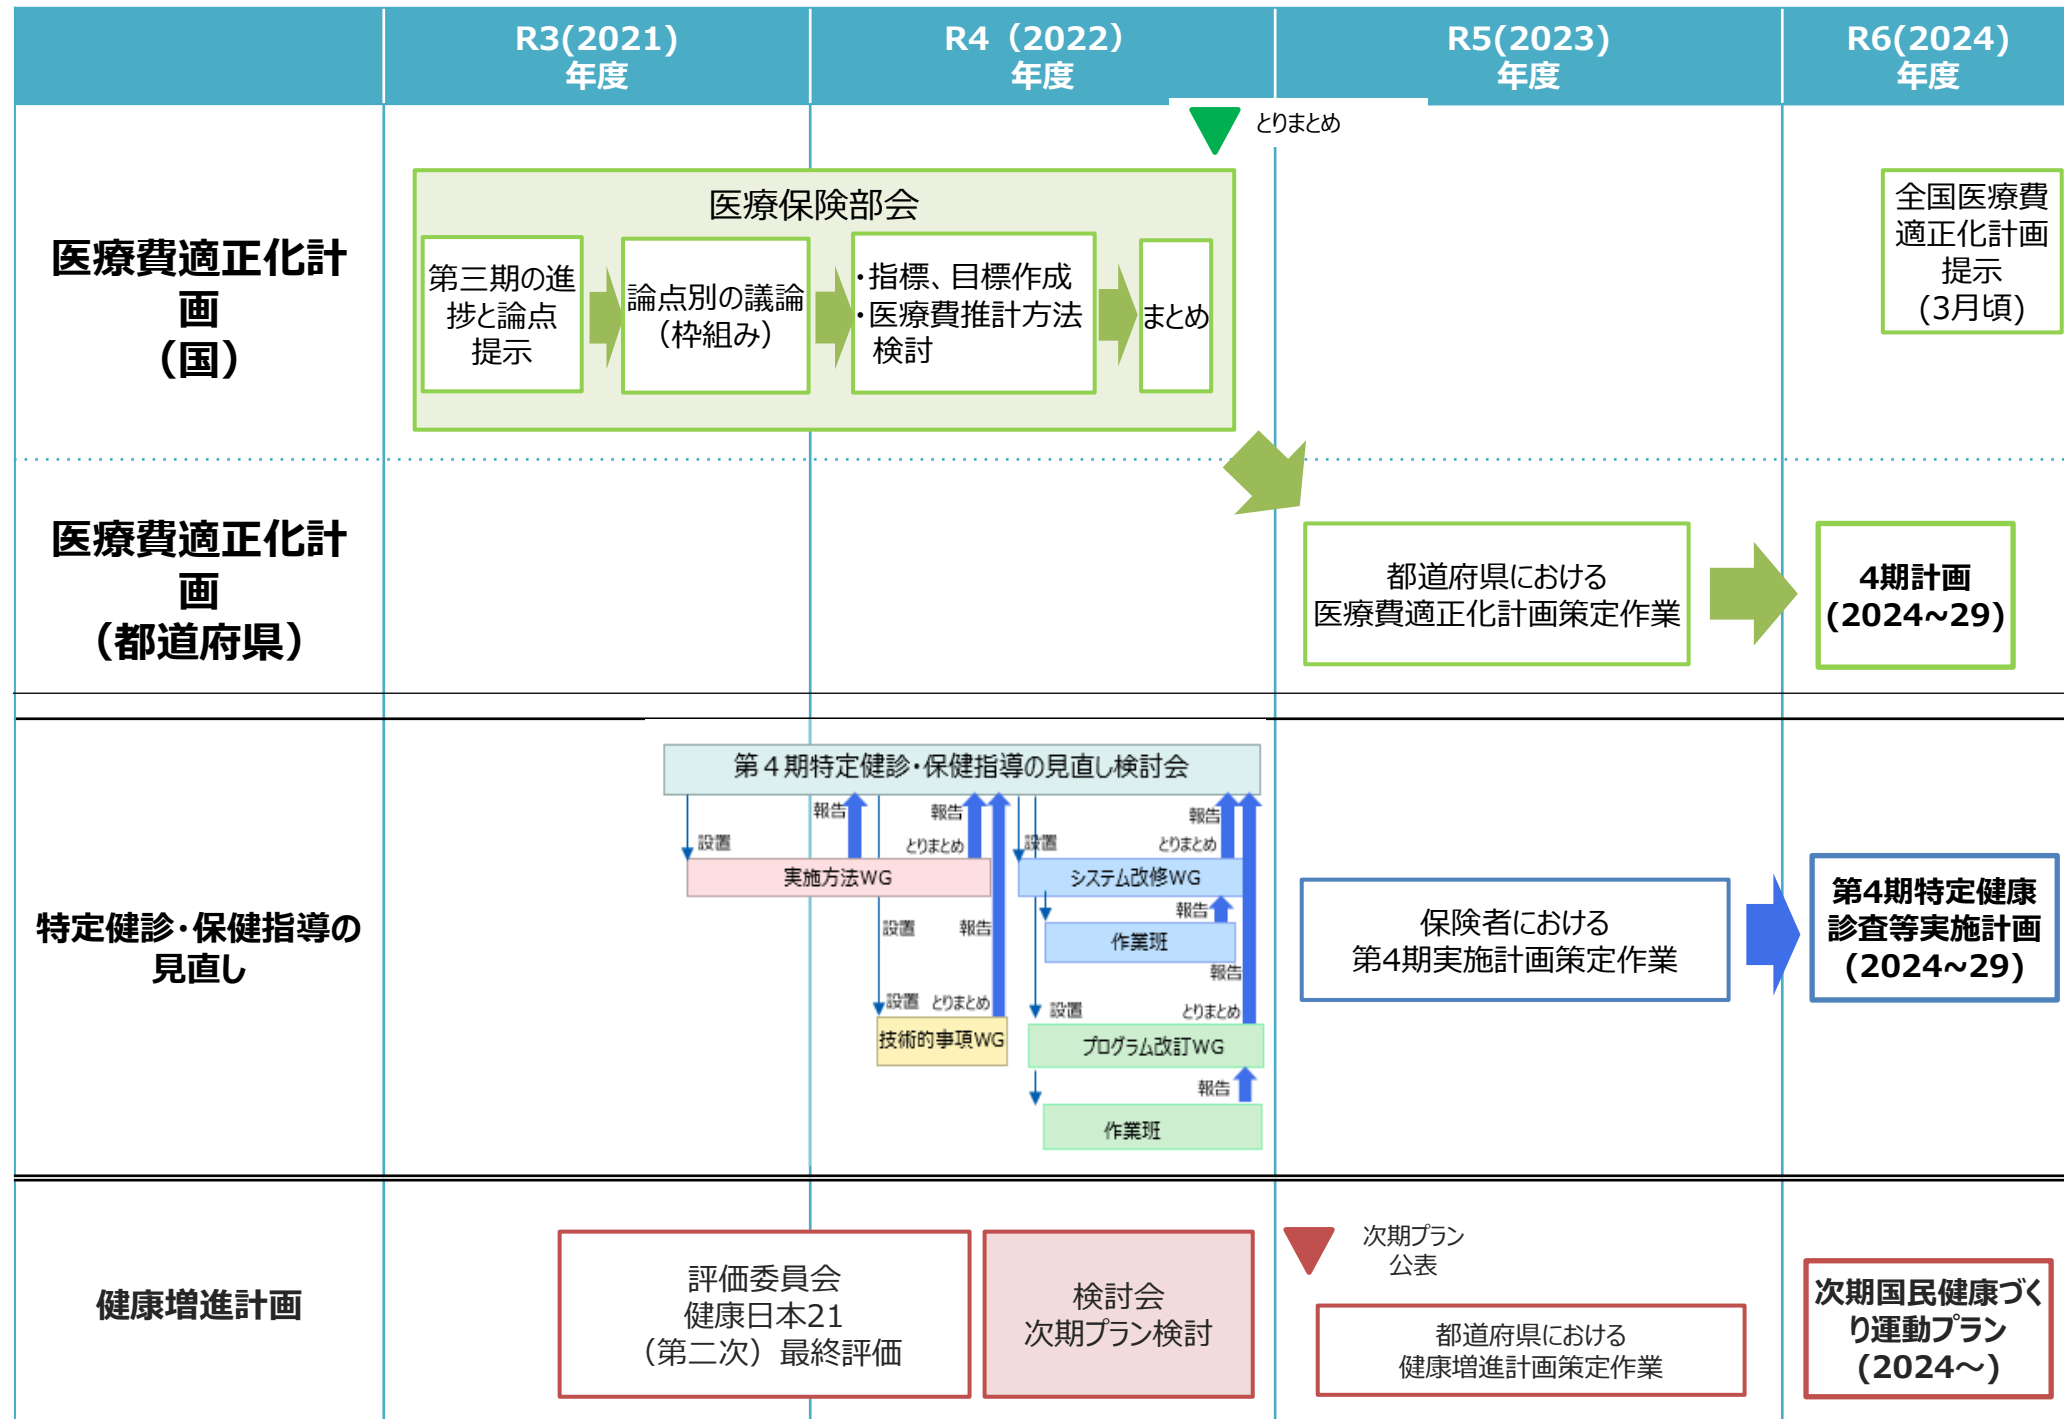 R3(2021)
年度
R4（2022）
年度
R5(2023)
年度
R6(2024)
年度
とりまとめ
医療費適正化計
画
（国）
医療保険部会
第三期の進
捗と論点
提示
論点別の議論
（枠組み）
・指標、目標作成
・医療費推計方法
検討
まとめ
全国医療費
適正化計画
提示
(3月頃)
医療費適正化計
画
（都道府県）
都道府県における
医療費適正化計画策定作業
4期計画
(2024~29)
特定健診・保健指導の
見直し
第４期特定健診・保健指導の見直し検討会
報告
報告
報告
設置
とりまとめ
設置
とりまとめ
実施方法WG
システム改修WG
報告
設置
報告
作業班
報告
設置
とりまとめ
設置
とりまとめ
技術的事項WG
プログラム改訂WG
報告
作業班
保険者における
第4期実施計画策定作業
第4期特定健康
診査等実施計画
(2024~29)
健康増進計画
評価委員会
健康日本21
（第二次）最終評価
検討会
次期プラン検討
次期プラン
公表
都道府県における
健康増進計画策定作業
次期国民健康づく
り運動プラン
(2024～)